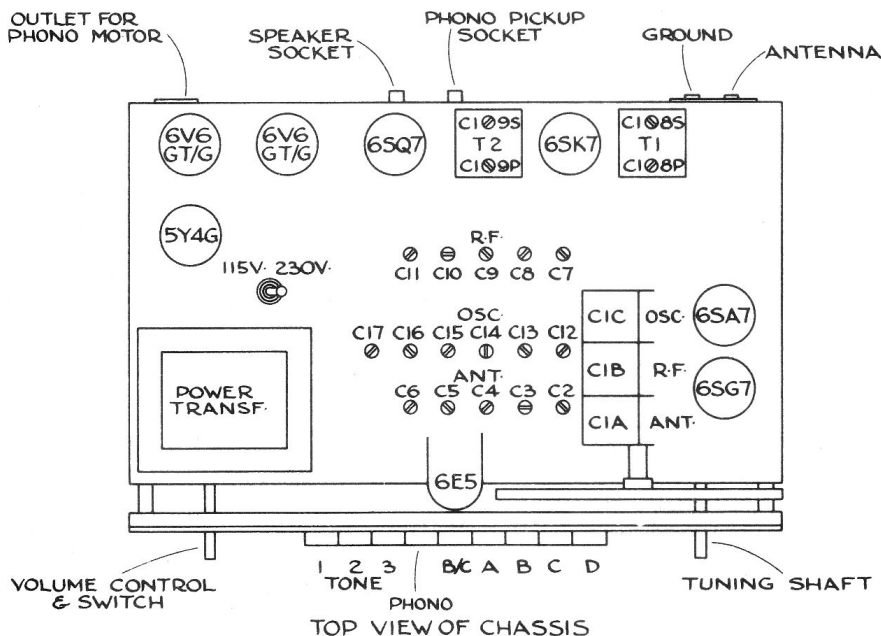 OUTLET FOR
PHONO MOTOR
SPEAKER
SOCKET
PHONO PICKUP
SOCKET
GROUND
ANTENNA
6V6
GT/G
6V6
GT/G
6SQ7
C109S
T2
C109P
6SK7
C108S
T1
C108P
5Y4G
115V. 230V.
R.F.
C11 C10 C9 C8 C7
OSC.
C17 C16 C15 C14 C13 C12
ANT.
C6 C5 C4 C3 C2
C1C OSC.
C1B R.F.
C1A ANT.
6SA7
6SG7
POWER
TRANSF.
6E5
1 2 3 B/C A B C D
TONE
PHONO
VOLUME CONTROL
& SWITCH
TUNING SHAFT
TOP VIEW OF CHASSIS